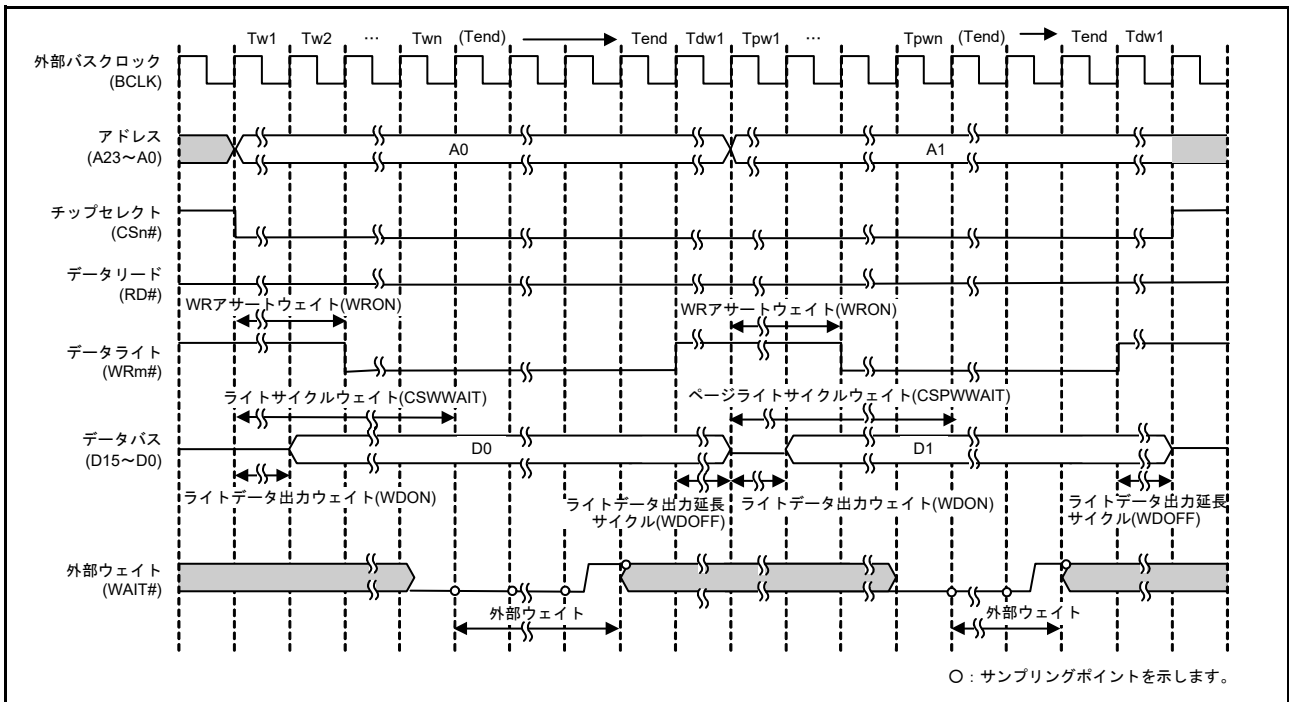 Tw1 Tw2 … Twn (Tend) Tend Tdw1 Tpw1 … Tpwn (Tend) Tend Tdw1
外部バスクロック
(BCLK)
アドレス
(A23～A0)
A0
A1
チップセレクト
(CSn#)
データリード
(RD#)
WRアサートウェイト(WRON)
WRアサートウェイト(WRON)
データライト
(WRm#)
ライトサイクルウェイト(CSWWAIT)
ページライトサイクルウェイト(CSPWWAIT)
データバス
(D15～D0)
D0
D1
ライトデータ出力ウェイト(WDON)
ライトデータ出力延長
サイクル(WDOFF)
ライトデータ出力ウェイト(WDON)
ライトデータ出力延長
サイクル(WDOFF)
外部ウェイト
(WAIT#)
外部ウェイト
外部ウェイト
○：サンプリングポイントを示します。